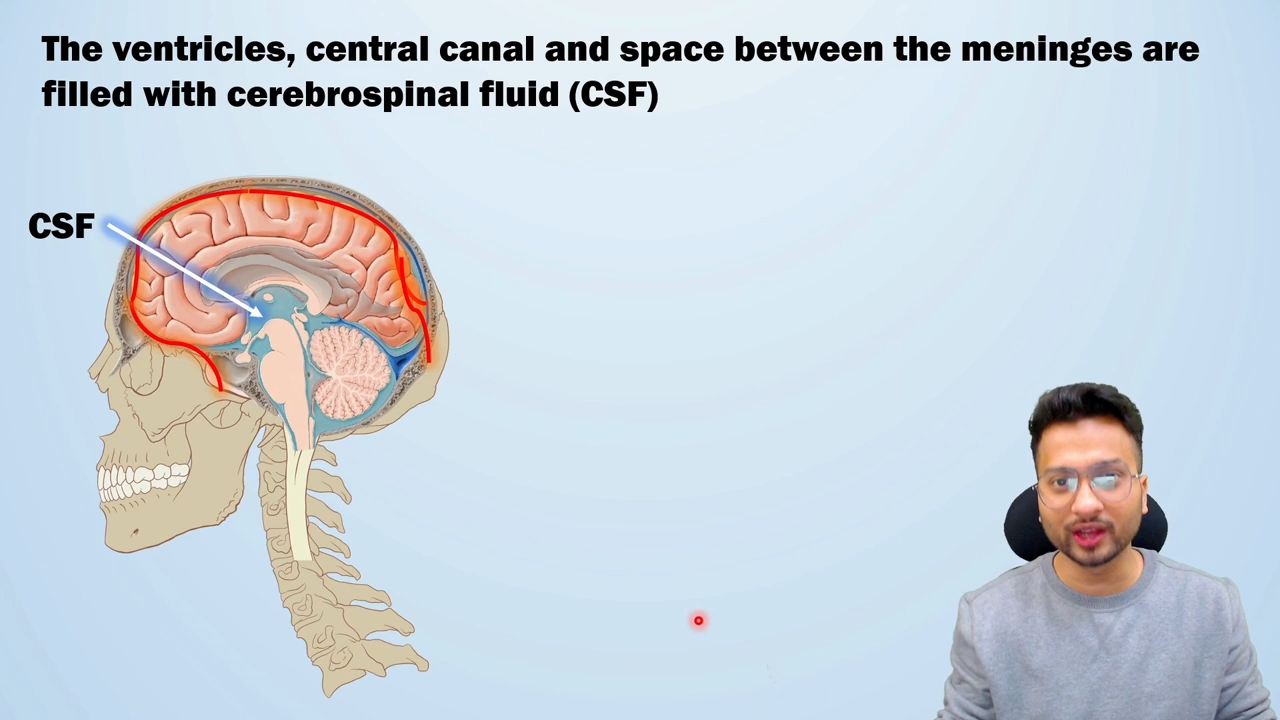 The ventricles, central canal and space between the meninges are
filled with cerebrospinal fluid (CSF)
CSF